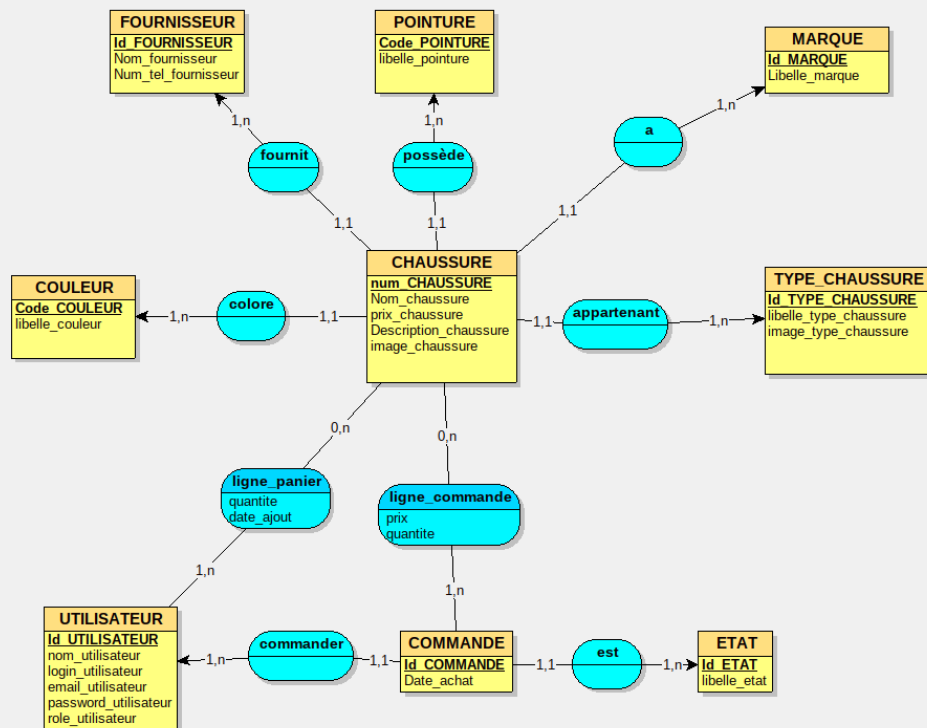 FOURNISSEUR
Id_FOURNISSEUR
Nom_fournisseur
Num_tel_fournisseur
POINTURE
Code_POINTURE
libelle_pointure
MARQUE
Id_MARQUE
Libelle_marque
1,n
1,n
1,n
fournit
possède
a
1,1
1,1
1,1
COULEUR
Code_COULEUR
libelle_couleur
1,n
colore
1,1
CHAUSSURE
num_CHAUSSURE
Nom_chaussure
prix_chaussure
Description_chaussure
image_chaussure
1,1
appartenant
1,n
TYPE_CHAUSSURE
Id_TYPE_CHAUSSURE
libelle_type_chaussure
image_type_chaussure
0,n
0,n
ligne_panier
quantite
date_ajout
ligne_commande
prix
quantite
1,n
1,n
UTILISATEUR
Id_UTILISATEUR
nom_utilisateur
login_utilisateur
email_utilisateur
password_utilisateur
role_utilisateur
1,n
commander
1,1
COMMANDE
Id_COMMANDE
Date_achat
1,1
est
1,n
ETAT
Id_ETAT
libelle_etat